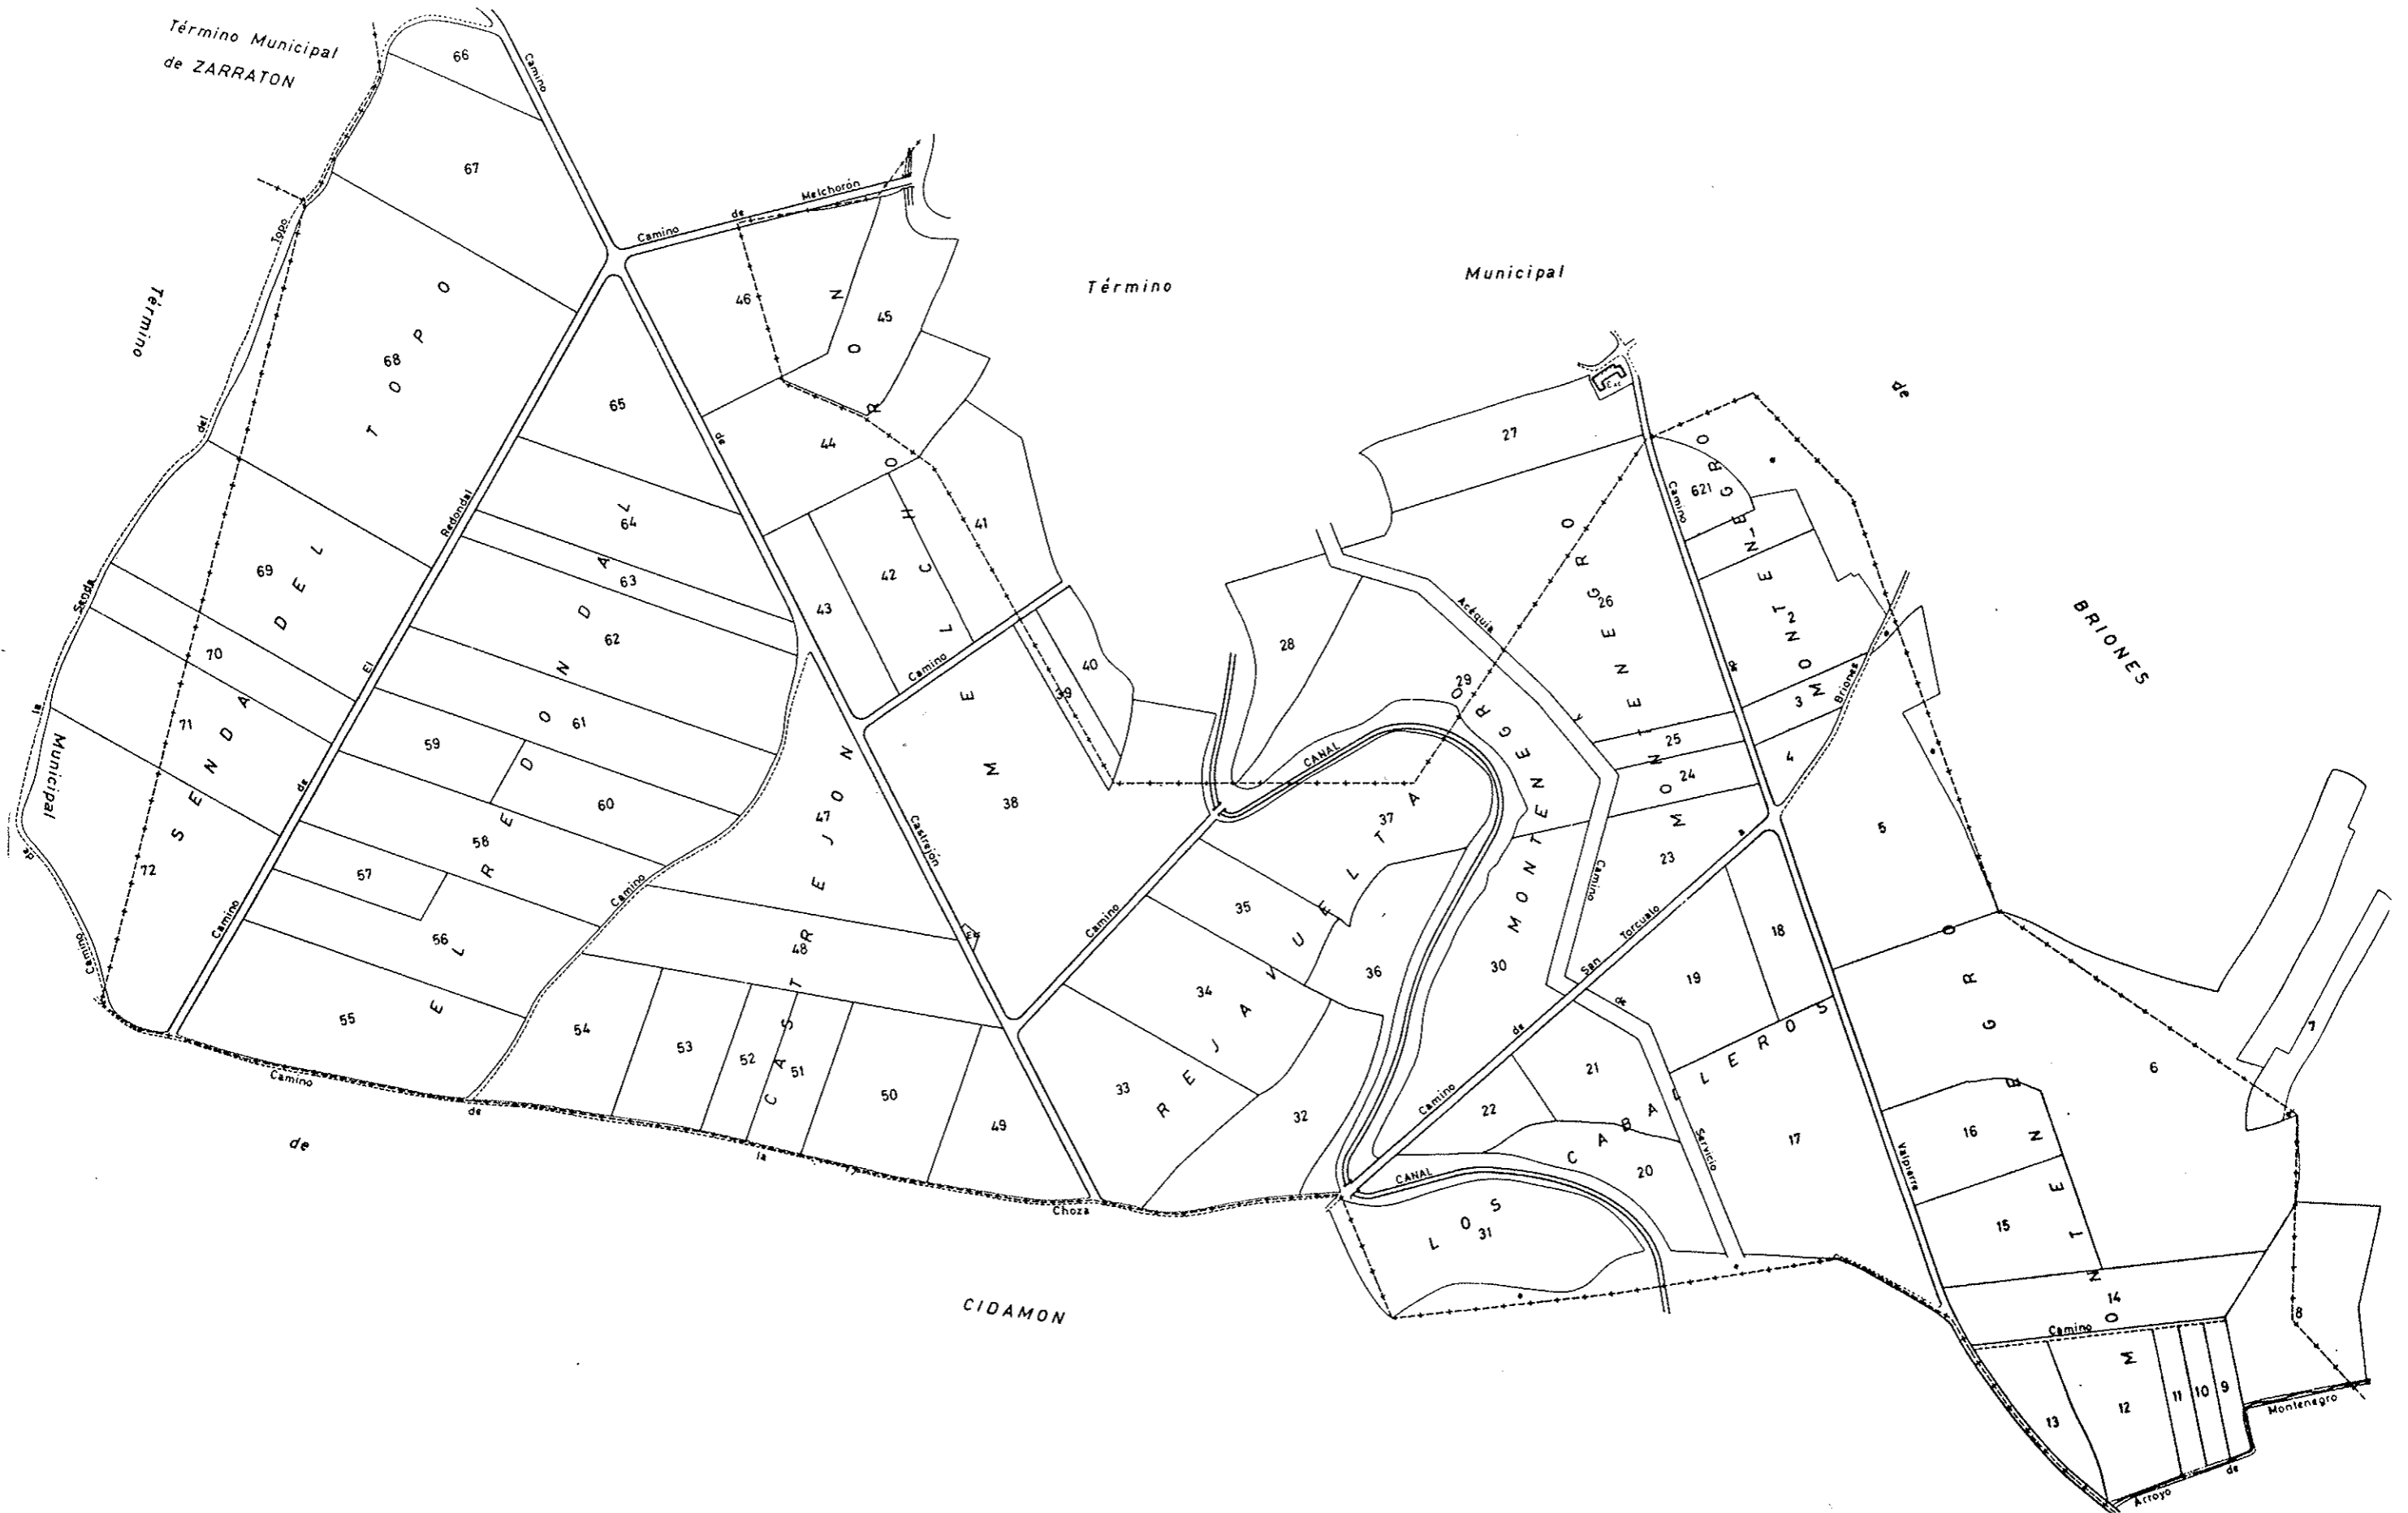 Término Municipal
de ZARRATON
Término
Municipal
de
CIDAMON
Término
Municipal
de
BRIONES
SENDA DEL TOPO
EL REDONDAL
CASTREJON
MELCHORON
REJAVUELTA
MONTENEGRO
MONTENEGRO
MONTENEGRO
MONTENEGRO
LOS CABALLEROS
Camino de Castrejón
Camino de Melchorón
Camino de El Redondal
Camino de la Senda del Topo
Camino de la Choza
Camino
Camino
Camino
CANAL
CANAL
Acequia
Camino de Servicio
Camino de San Torcuato a Briones
Camino de Valpierre
Camino
Arroyo de Montenegro
66
67
68
69
70
71
72
65
64
63
62
61
59
60
58
57
56
55
46
45
44
43
42
41
40
39
38
47
48
54
53
52
51
50
49
37
35
34
36
33
32
28
27
29
26
25
24
23
30
621
2
3
4
5
18
19
21
22
20
17
31
6
7
16
15
14
8
13
12
11
10
9